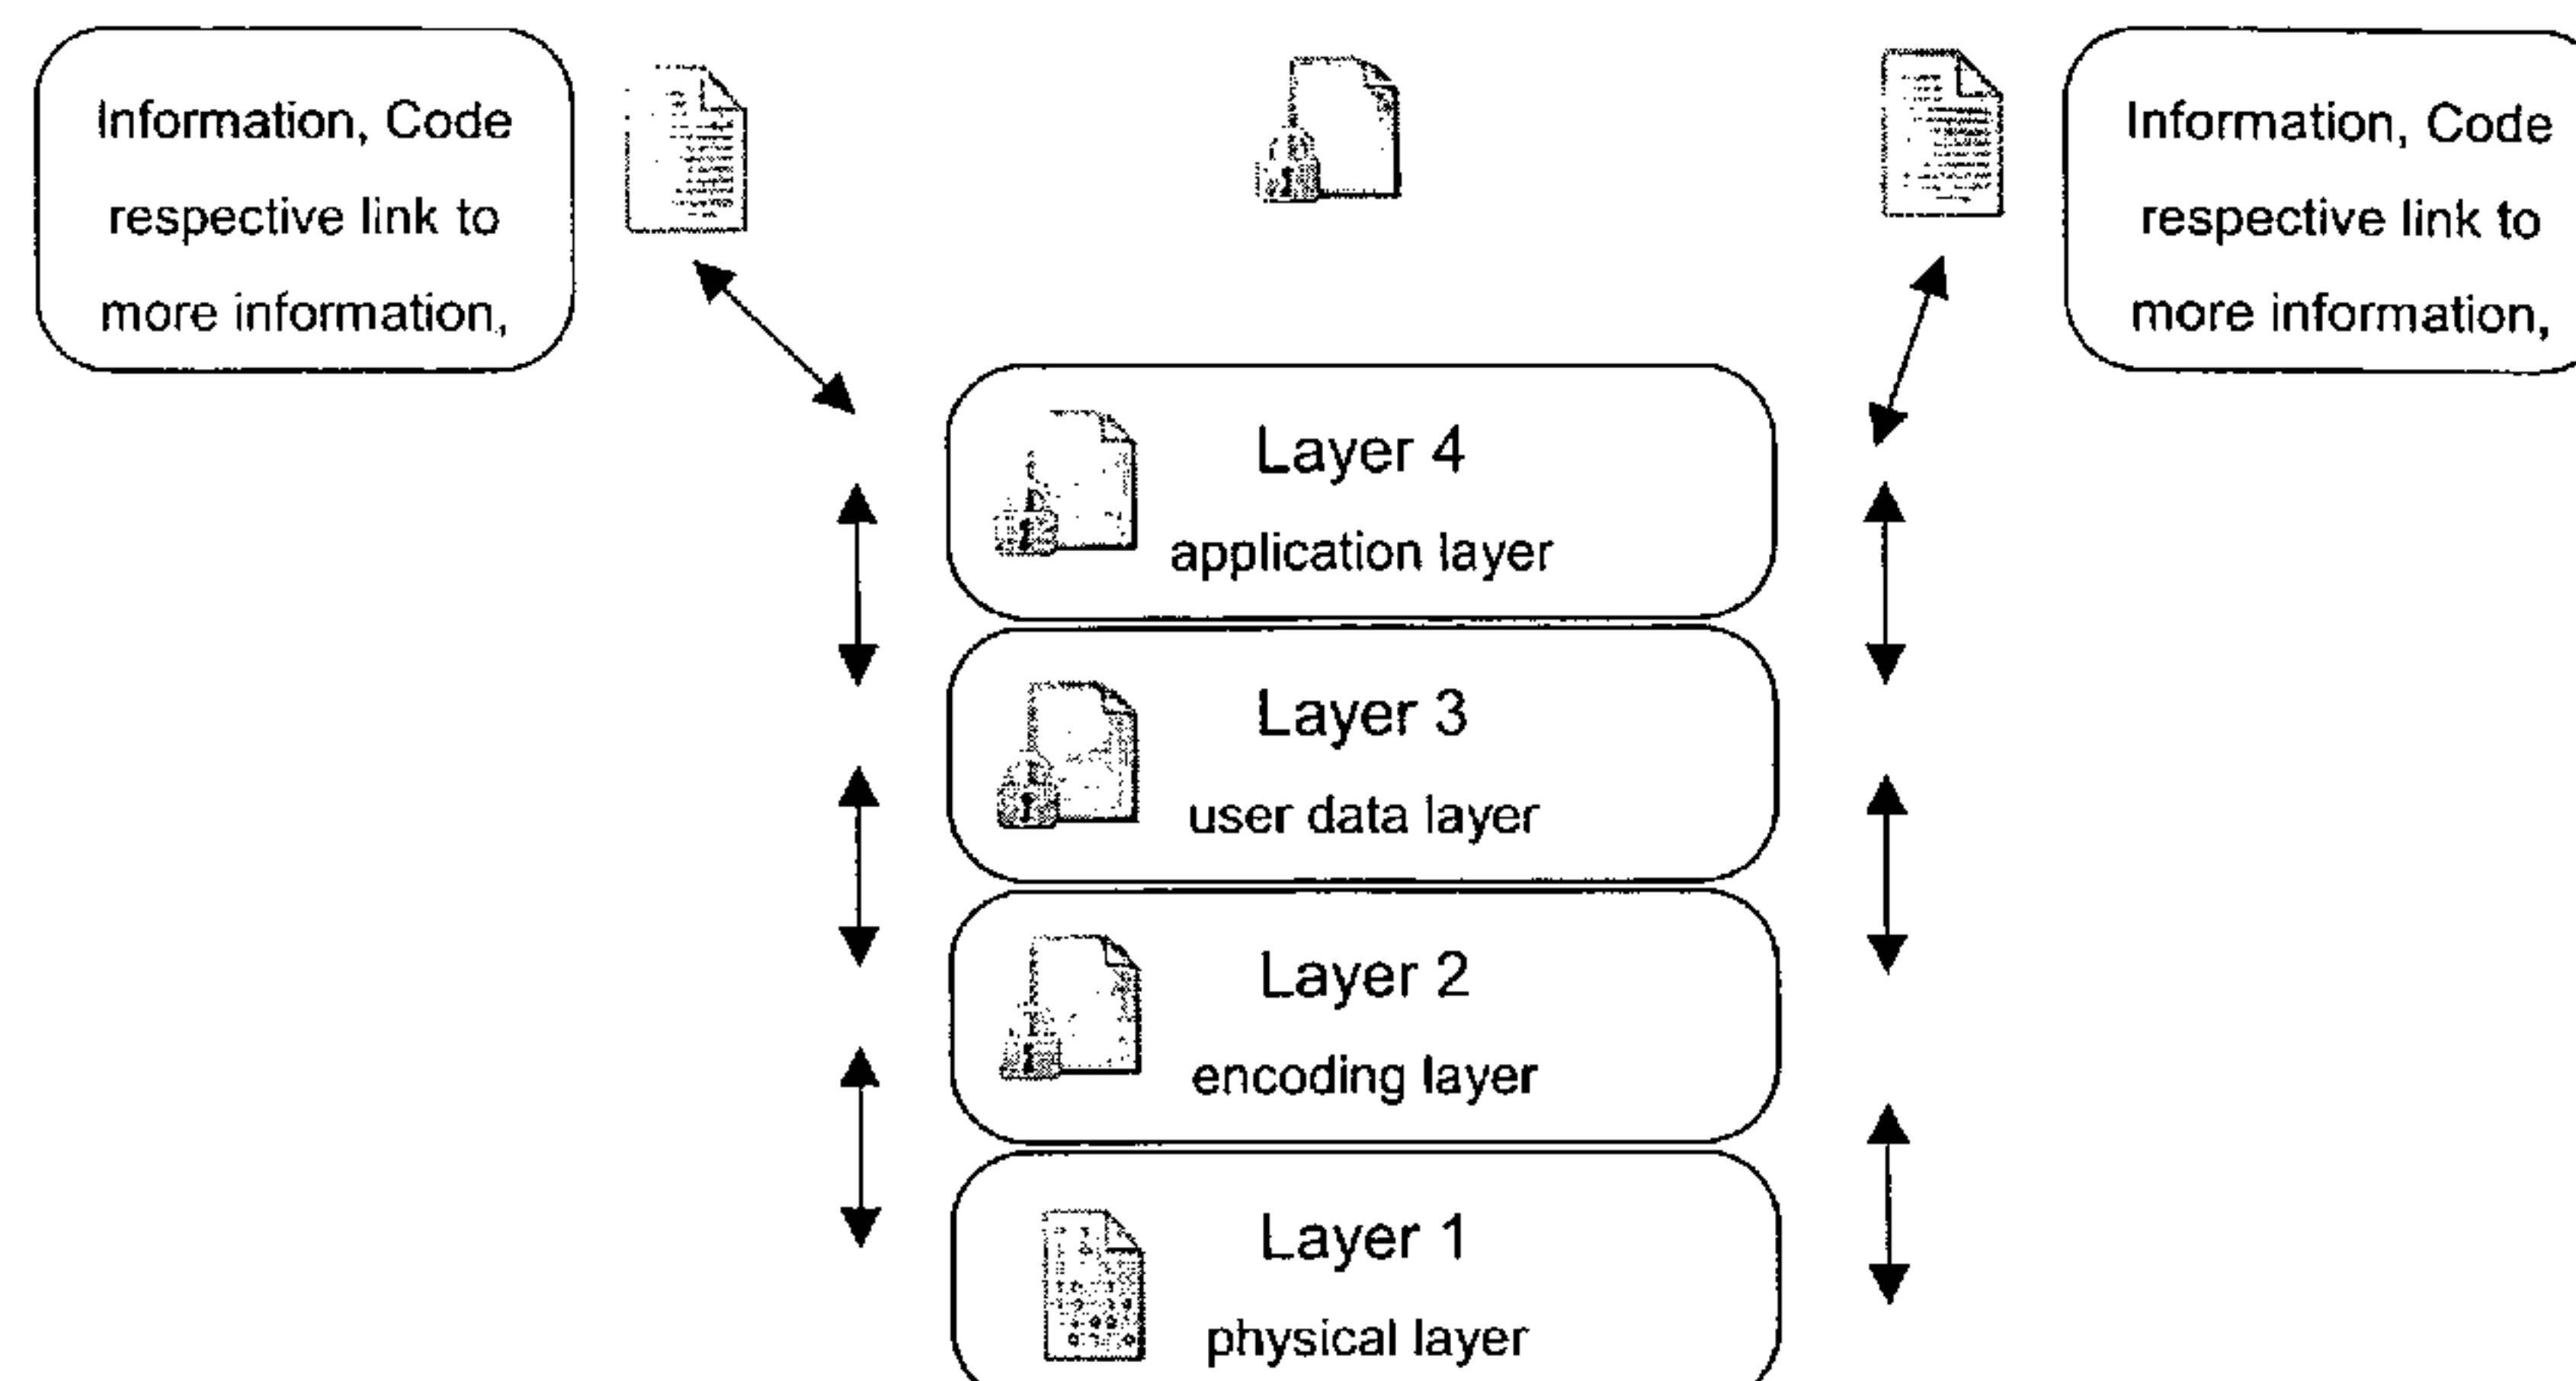 Information, Code
respective link to
more information,
Information, Code
respective link to
more information,
Layer 4
application layer
Layer 3
user data layer
Layer 2
encoding layer
Layer 1
physical layer